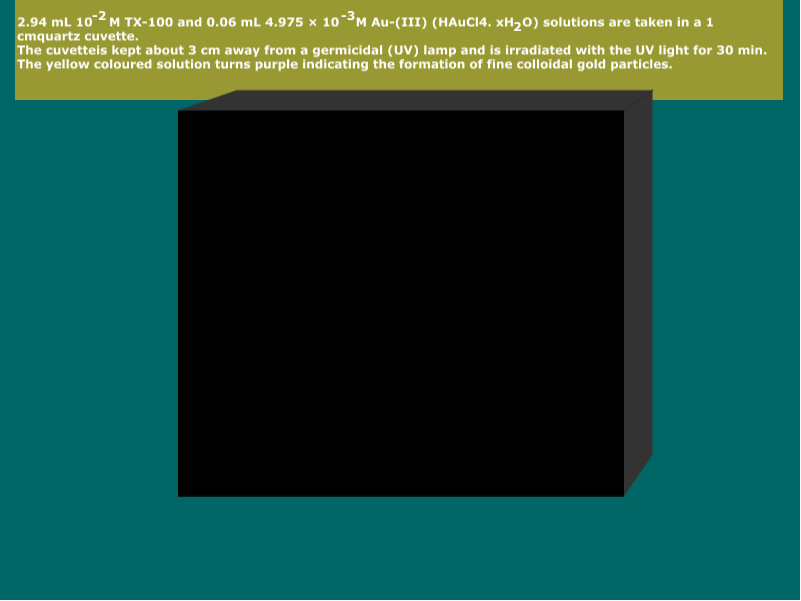 2.94 mL 10⁻² M TX-100 and 0.06 mL 4.975 × 10⁻³M Au-(III) (HAuCl4. xH₂O) solutions are taken in a 1
cmquartz cuvette.
The cuvetteis kept about 3 cm away from a germicidal (UV) lamp and is irradiated with the UV light for 30 min.
The yellow coloured solution turns purple indicating the formation of fine colloidal gold particles.